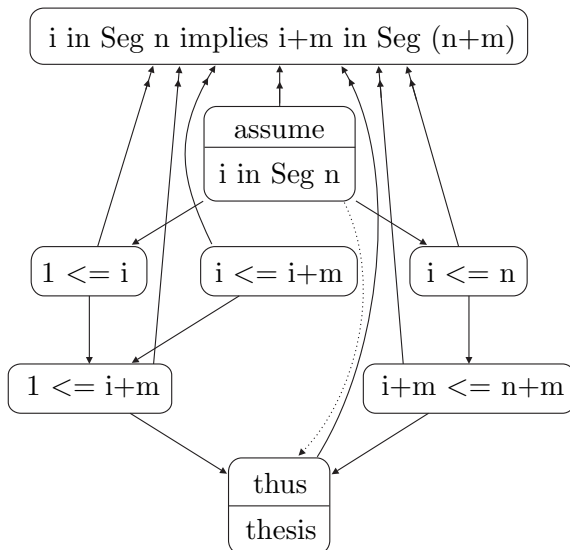 i in Seg n implies i+m in Seg (n+m)
assume
i in Seg n
1 <= i
i <= i+m
i <= n
1 <= i+m
i+m <= n+m
thus
thesis